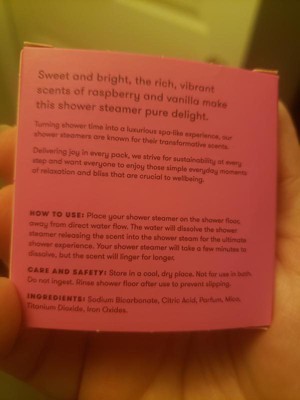 Sweet and bright, the rich, vibrant
scents of raspberry and vanilla make
this shower steamer pure delight.
Turning shower time into a luxurious spa-like experience, our
shower steamers are known for their transformative scents.
Delivering joy in every pack, we strive for sustainability at every
step and want everyone to enjoy those simple everyday moments
of relaxation and bliss that are crucial to wellbeing.
HOW TO USE: Place your shower steamer on the shower floor,
away from direct water flow. The water will dissolve the shower
steamer releasing the scent into the shower steam for the ultimate
shower experience. Your shower steamer will take a few minutes to
dissolve, but the scent will linger for longer.
CARE AND SAFETY: Store in a cool, dry place. Not for use in bath.
Do not ingest. Rinse shower floor after use to prevent slipping.
INGREDIENTS: Sodium Bicarbonate, Citric Acid, Parfum, Mica,
Titanium Dioxide, Iron Oxides.